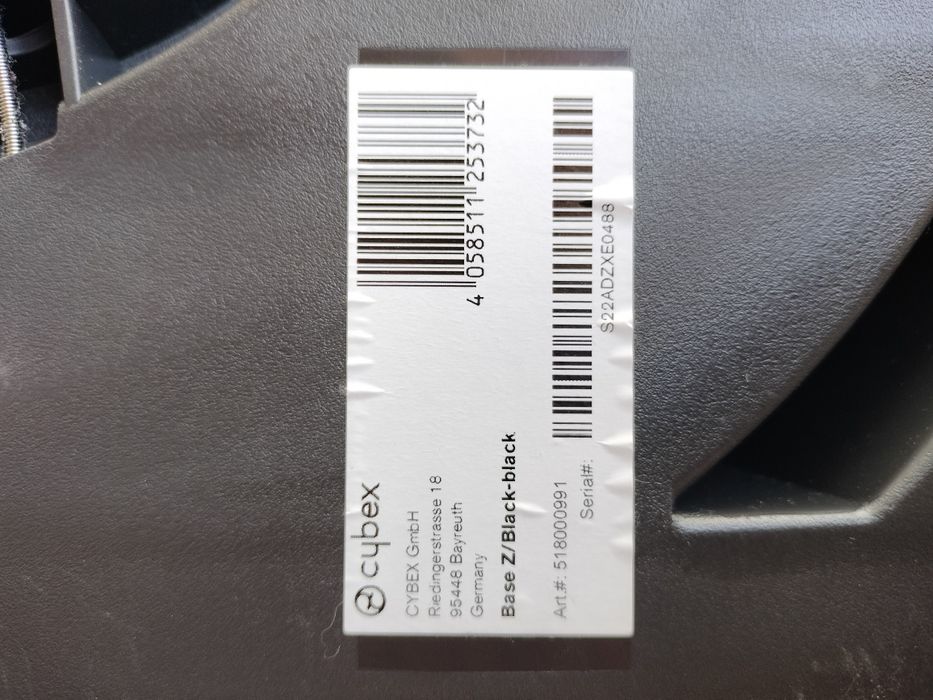 cybex
CYBEX GmbH
Riedingerstrasse 18
95448 Bayreuth
Germany
4 058511 253732
Base Z/Black-black
Art.#: 518000991
Serial#:
S22ADZXE0488